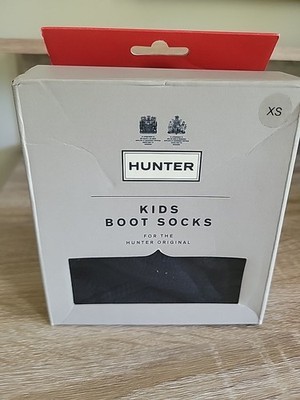 XS
HUNTER
KIDS
BOOT SOCKS
FOR THE
HUNTER ORIGINAL